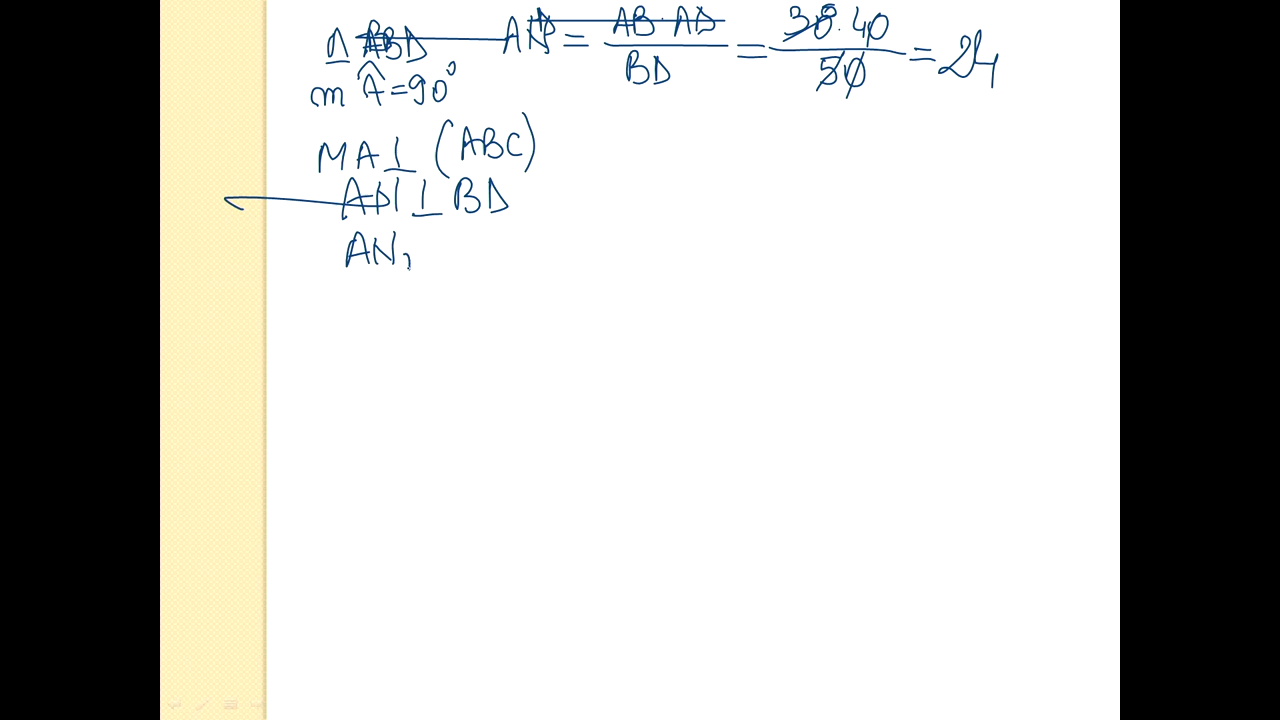 Δ ABD AN = AB · AD / BD = 30 · 40 / 50 = 24
m Â = 90°
MA ⊥ (ABC)
AN ⊥ BD
AN,